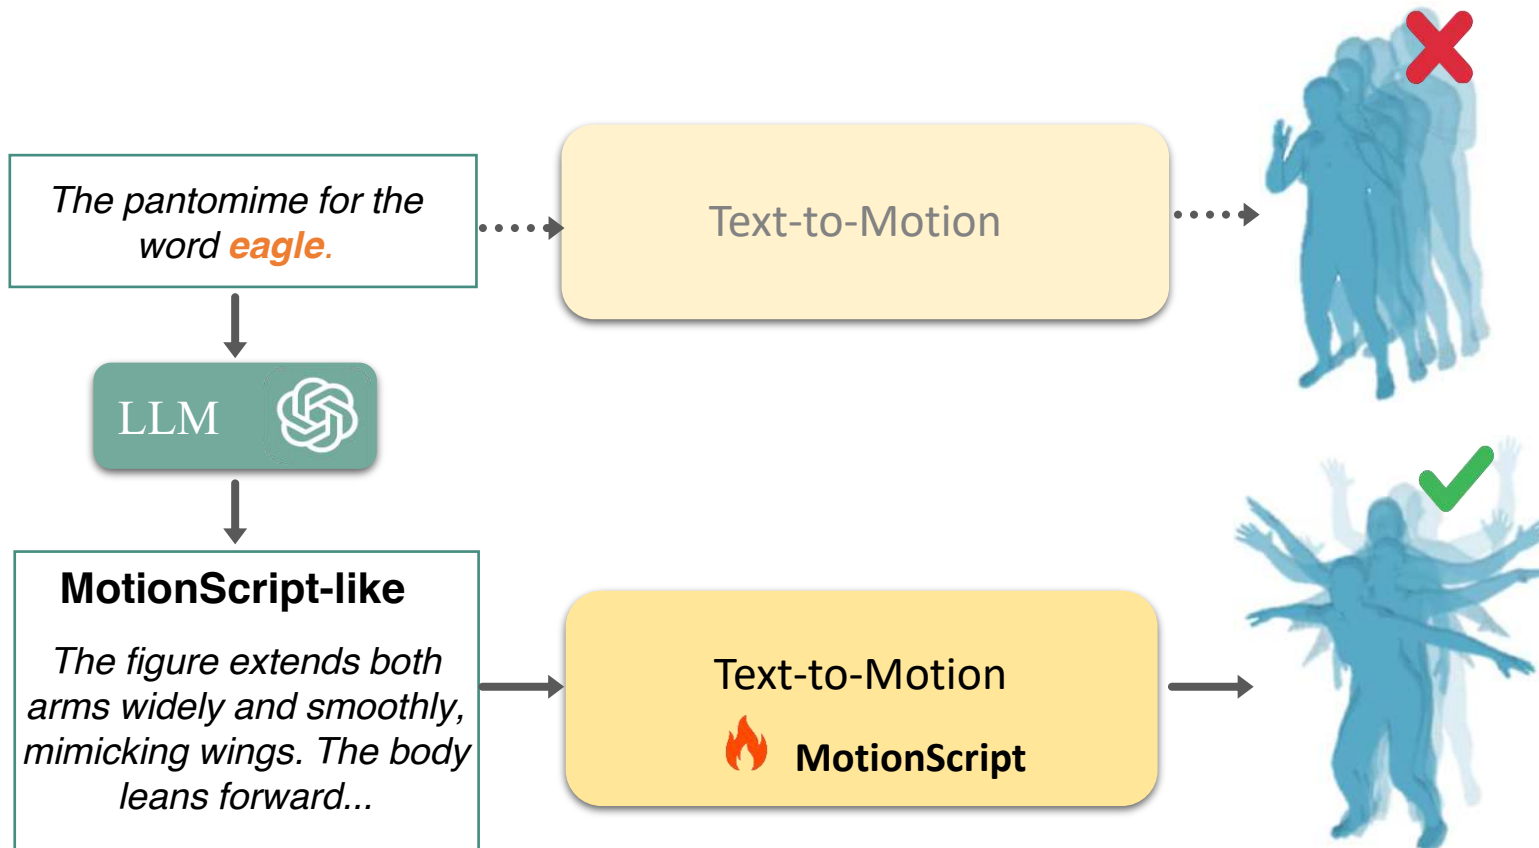 The pantomime for the
word eagle.
Text-to-Motion
LLM
MotionScript-like
The figure extends both
arms widely and smoothly,
mimicking wings. The body
leans forward...
Text-to-Motion
MotionScript